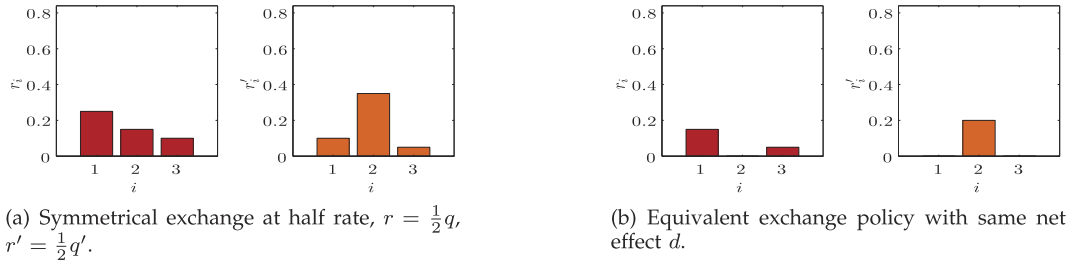 0.8
0.6
0.4
0.2
0
r_i
1 2 3
i
0.8
0.6
0.4
0.2
0
r'_i
1 2 3
i
(a) Symmetrical exchange at half rate, r = 1/2 q,
r' = 1/2 q'.
0.8
0.6
0.4
0.2
0
r_i
1 2 3
i
0.8
0.6
0.4
0.2
0
r'_i
1 2 3
i
(b) Equivalent exchange policy with same net
effect d.